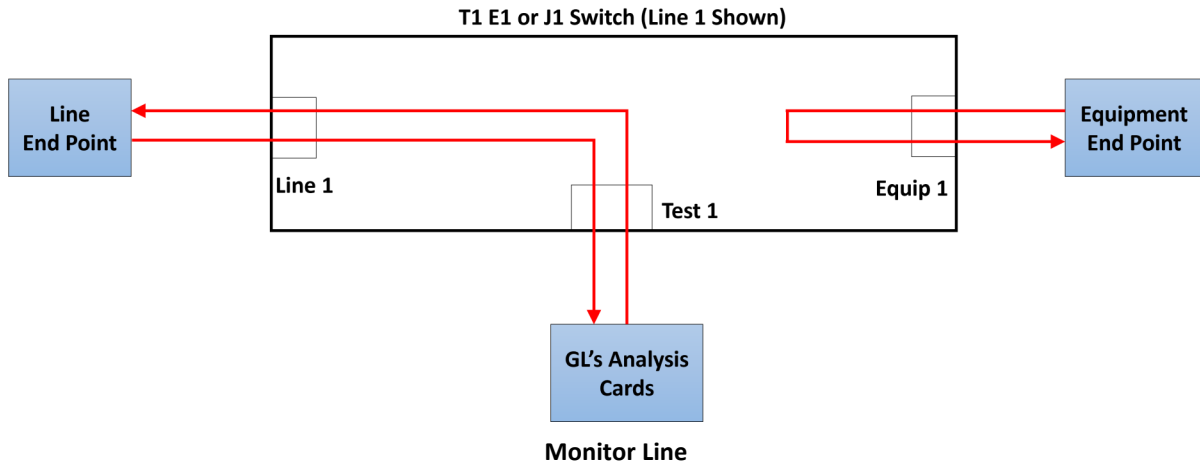 T1 E1 or J1 Switch (Line 1 Shown)
Line
End Point
Equipment
End Point
Line 1
Equip 1
Test 1
GL's Analysis
Cards
Monitor Line